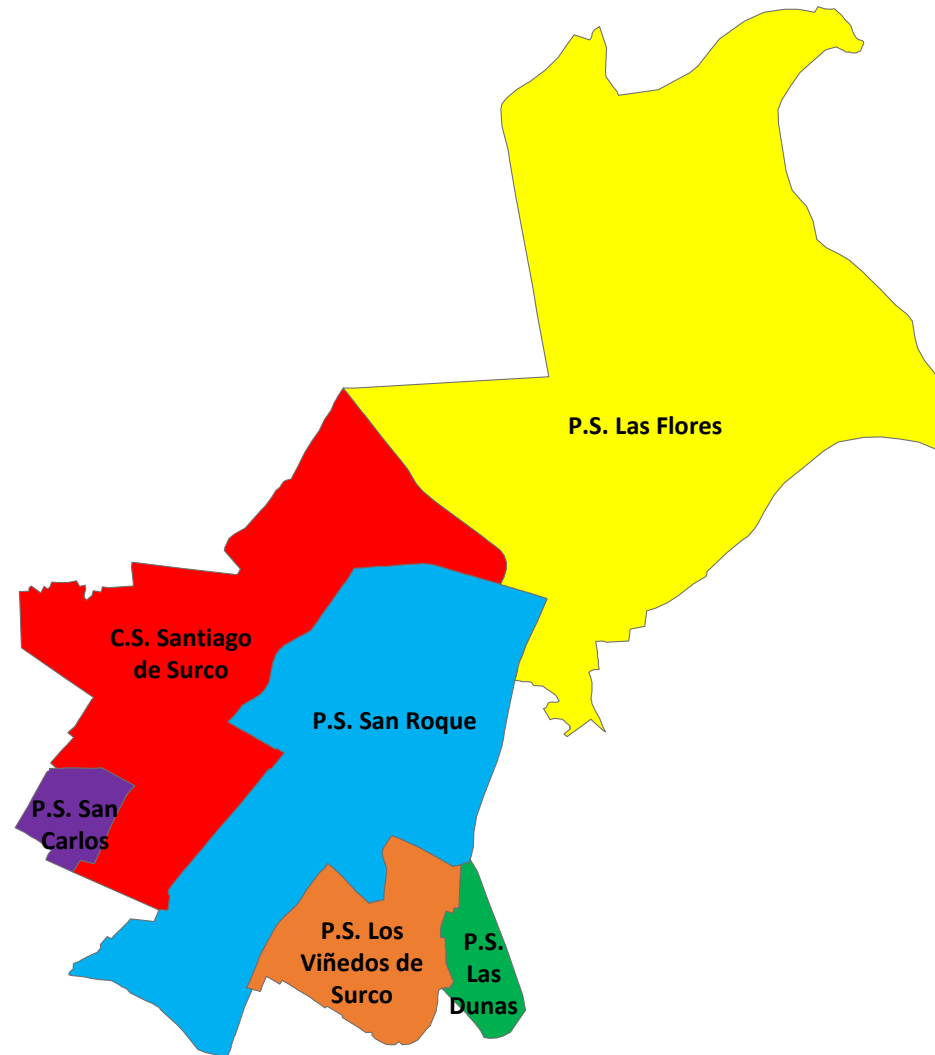 P.S. Las Flores
C.S. Santiago
de Surco
P.S. San Roque
P.S. San
Carlos
P.S. Los
Viñedos de
Surco
P.S.
Las
Dunas